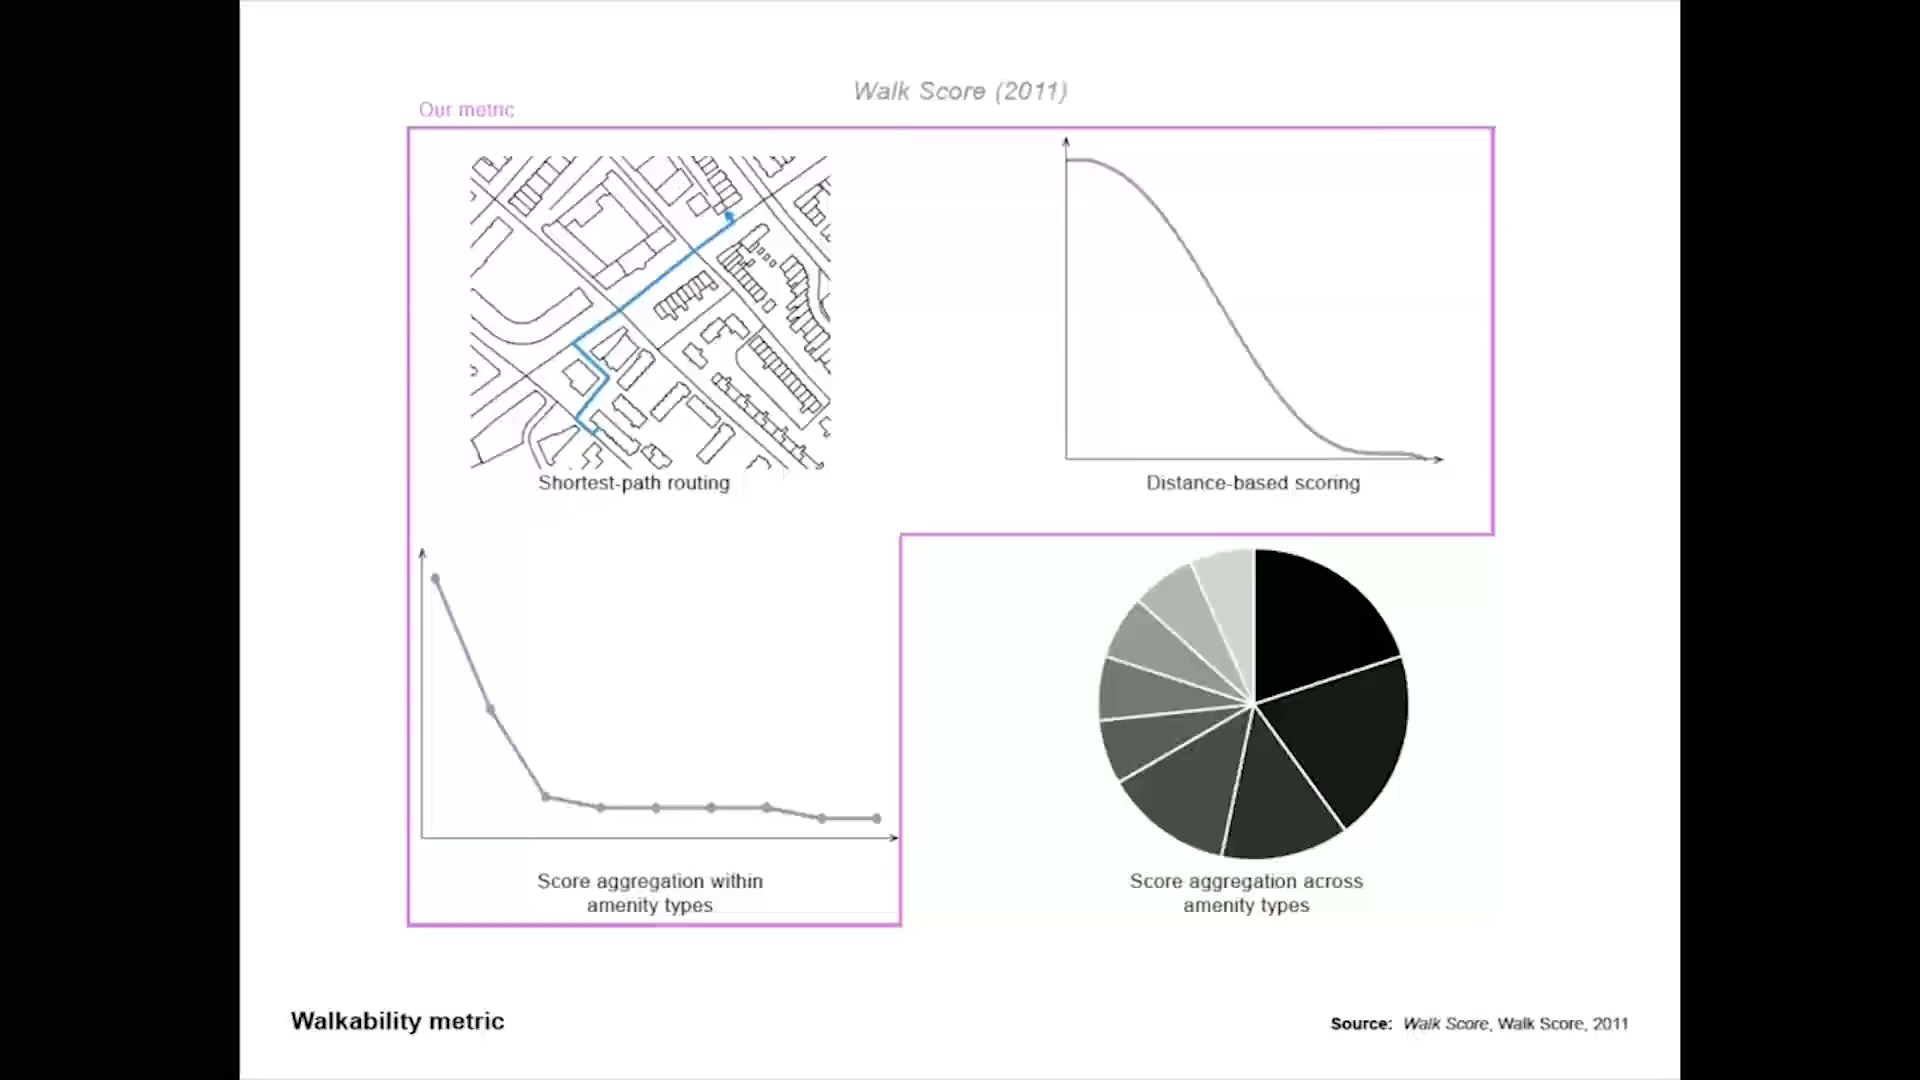 Walk Score (2011)
Our metric
Shortest-path routing
Distance-based scoring
Score aggregation within
amenity types
Score aggregation across
amenity types
Walkability metric
Source: Walk Score, Walk Score, 2011